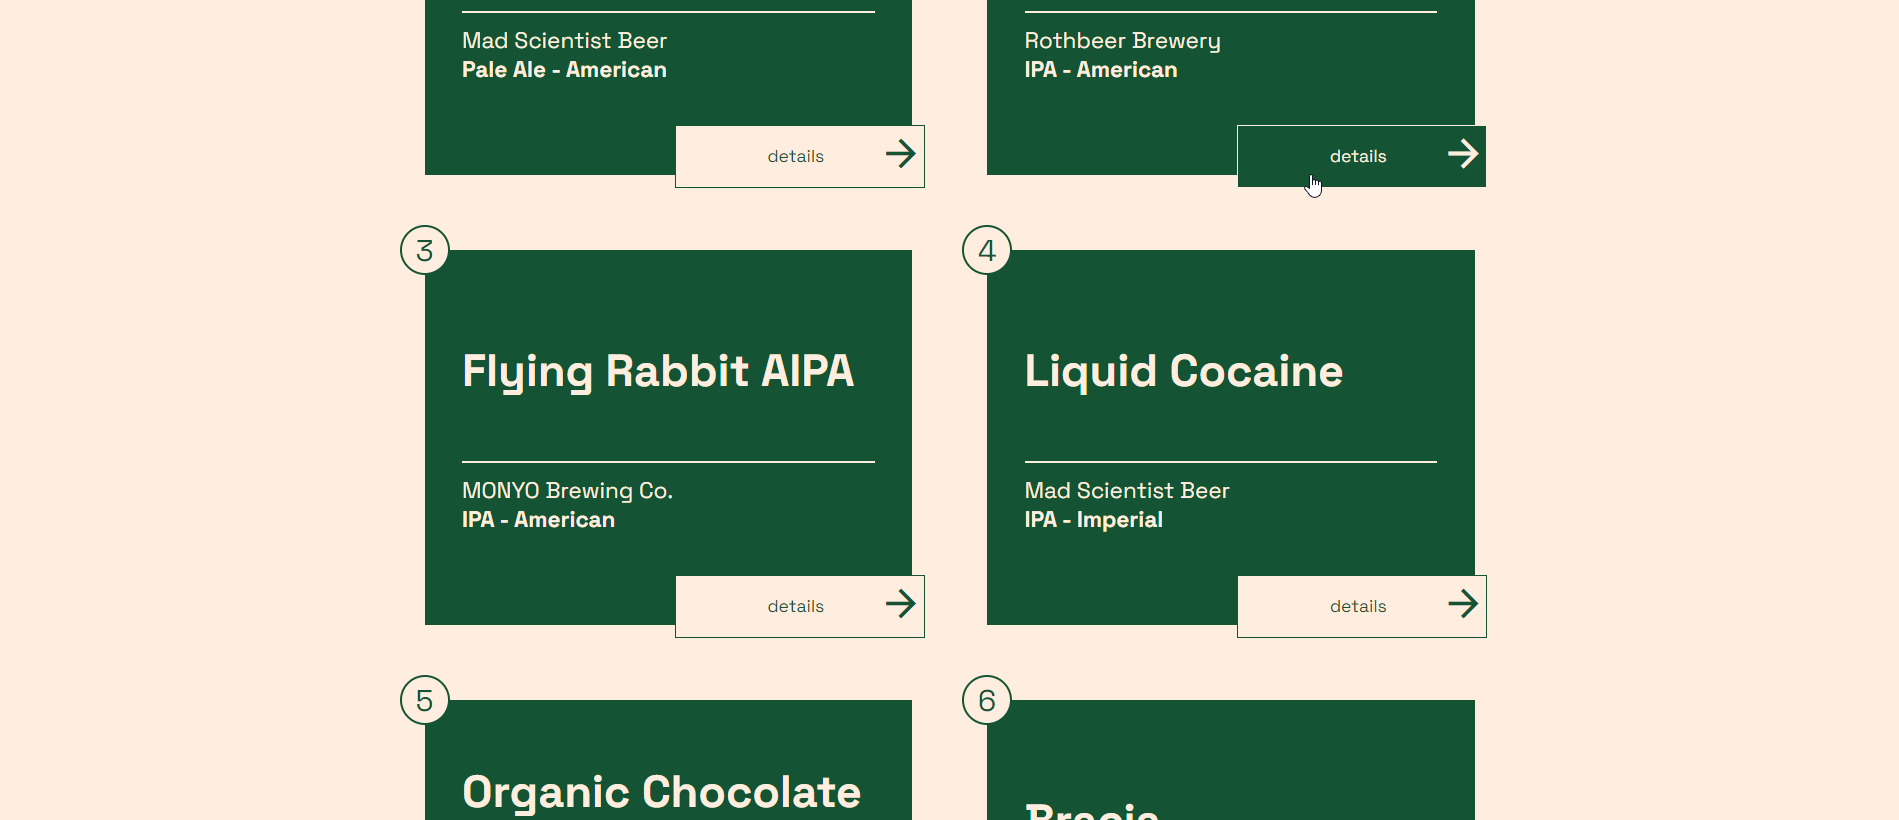 Mad Scientist Beer
Pale Ale - American
details
Rothbeer Brewery
IPA - American
details
3
Flying Rabbit AIPA
MONYO Brewing Co.
IPA - American
details
4
Liquid Cocaine
Mad Scientist Beer
IPA - Imperial
details
5
Organic Chocolate
6